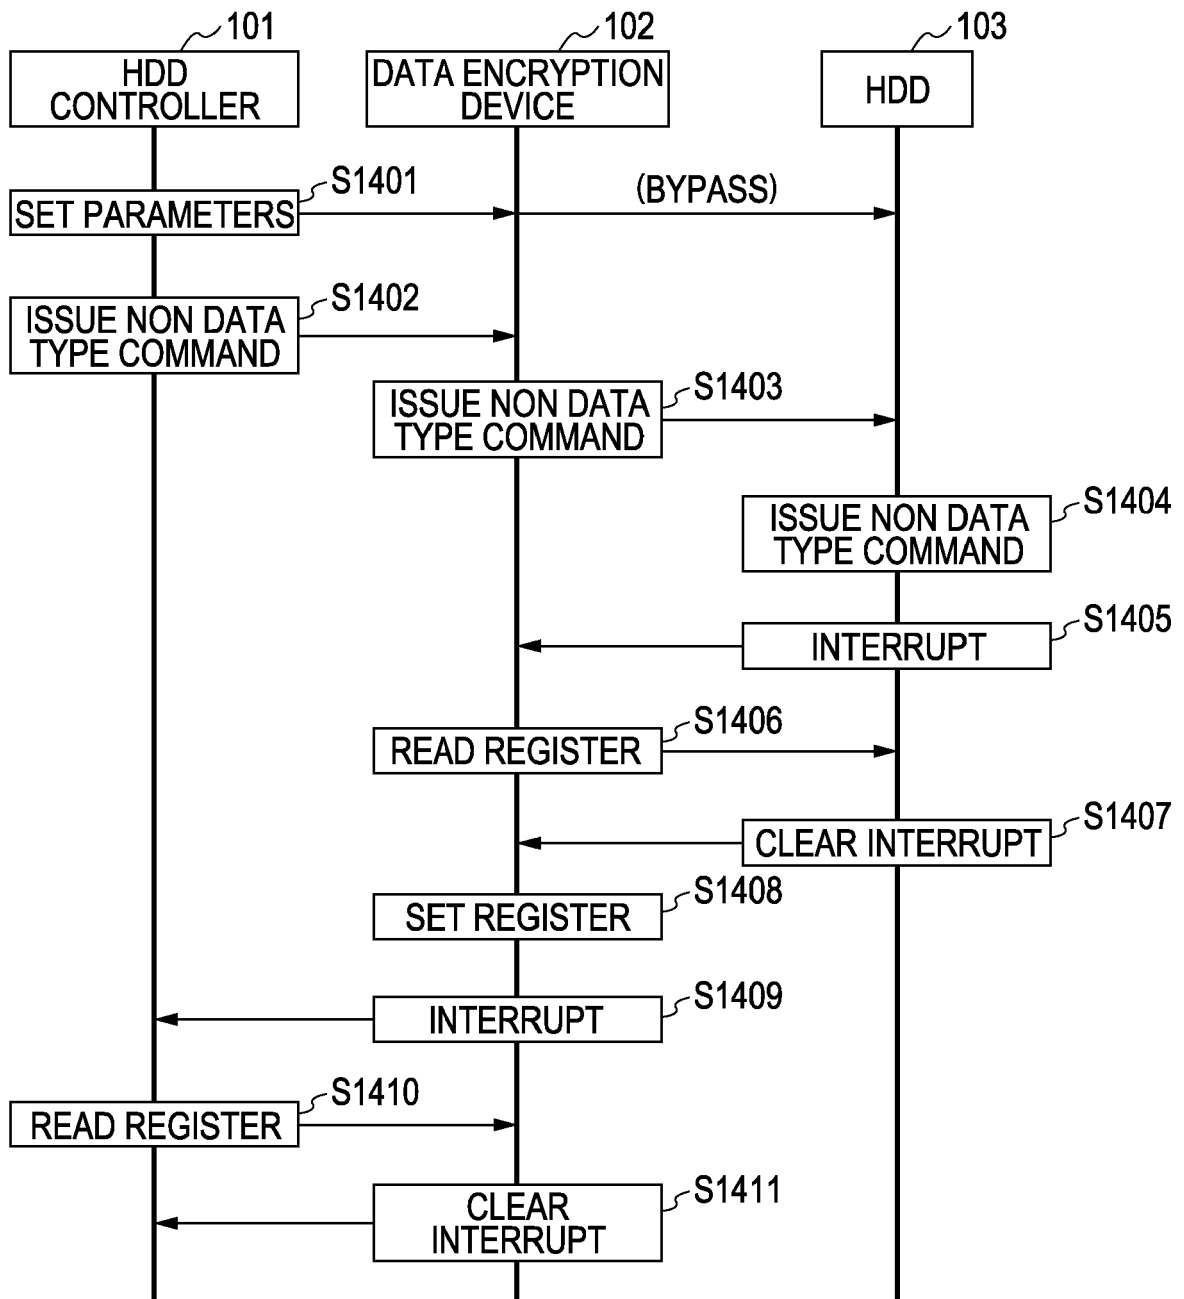 101
102
103
HDD
CONTROLLER
DATA ENCRYPTION
DEVICE
HDD
S1401
SET PARAMETERS
(BYPASS)
S1402
ISSUE NON DATA
TYPE COMMAND
S1403
ISSUE NON DATA
TYPE COMMAND
S1404
ISSUE NON DATA
TYPE COMMAND
S1405
INTERRUPT
S1406
READ REGISTER
S1407
CLEAR INTERRUPT
S1408
SET REGISTER
S1409
INTERRUPT
S1410
READ REGISTER
S1411
CLEAR
INTERRUPT